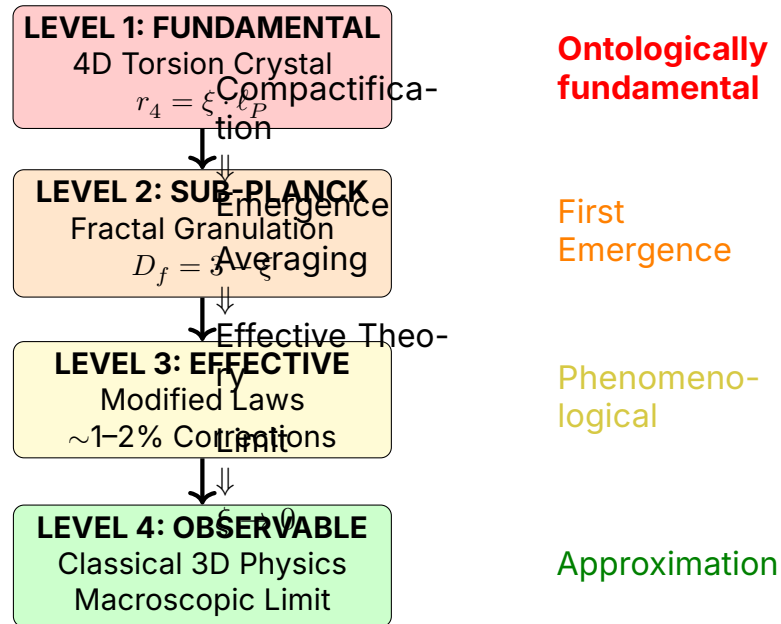 LEVEL 1: FUNDAMENTAL
4D Torsion Crystal
r₄ = ξ · ℓ_P
Ontologically
fundamental
Compactifica-
tion
⇓
Emergence
LEVEL 2: SUB-PLANCK
Fractal Granulation
D_f = 3 − ξ
First
Emergence
Averaging
⇓
Effective Theo-
ry
LEVEL 3: EFFECTIVE
Modified Laws
~1–2% Corrections
Phenomeno-
logical
Limit
⇓
ξ → 0
LEVEL 4: OBSERVABLE
Classical 3D Physics
Macroscopic Limit
Approximation